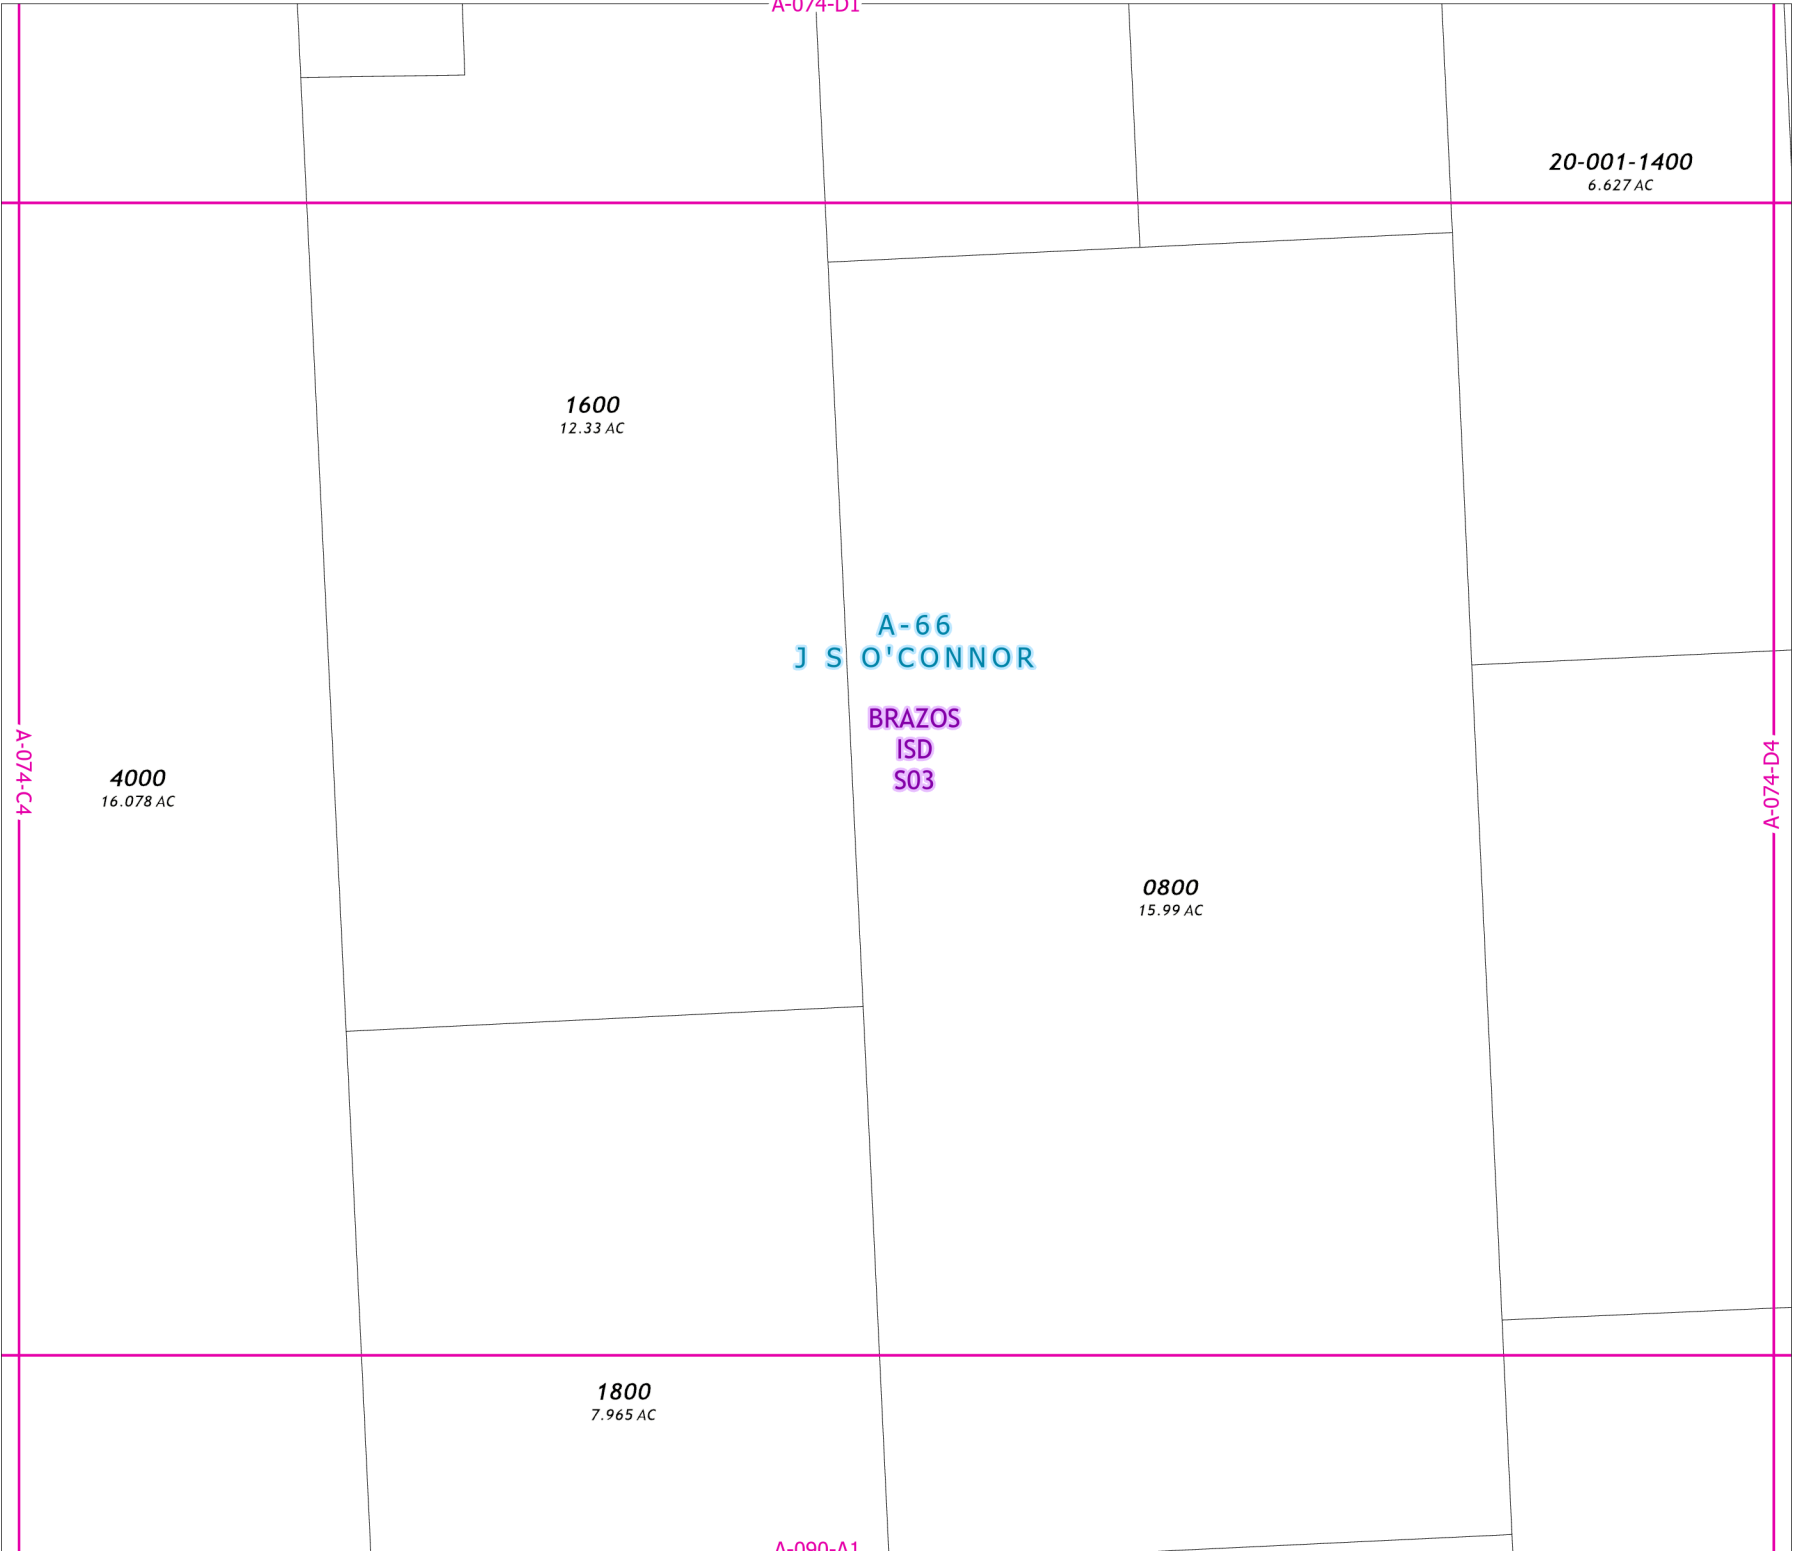 A-074-D1
20-001-1400
6.627 AC
1600
12.33 AC
A-66
J S O'CONNOR
BRAZOS
ISD
S03
A-074-C4
A-074-D4
4000
16.078 AC
0800
15.99 AC
1800
7.965 AC
A-090-A1